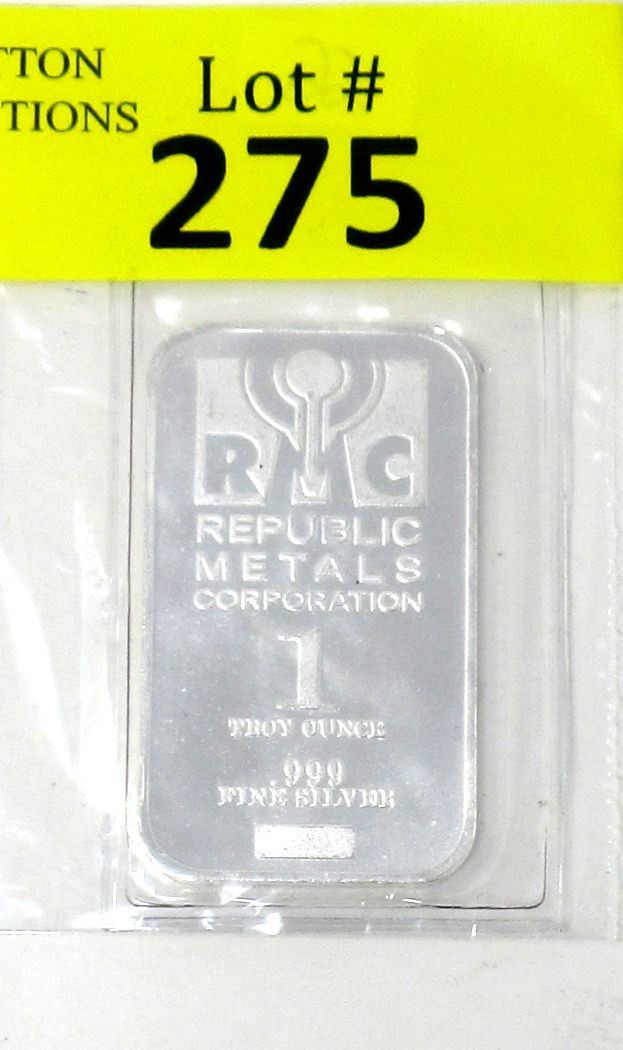 TTON
TIONS
Lot #
275
RMC
REPUBLIC
METALS
CORPORATION
1
TROY OUNCE
.999
FINE SILVER